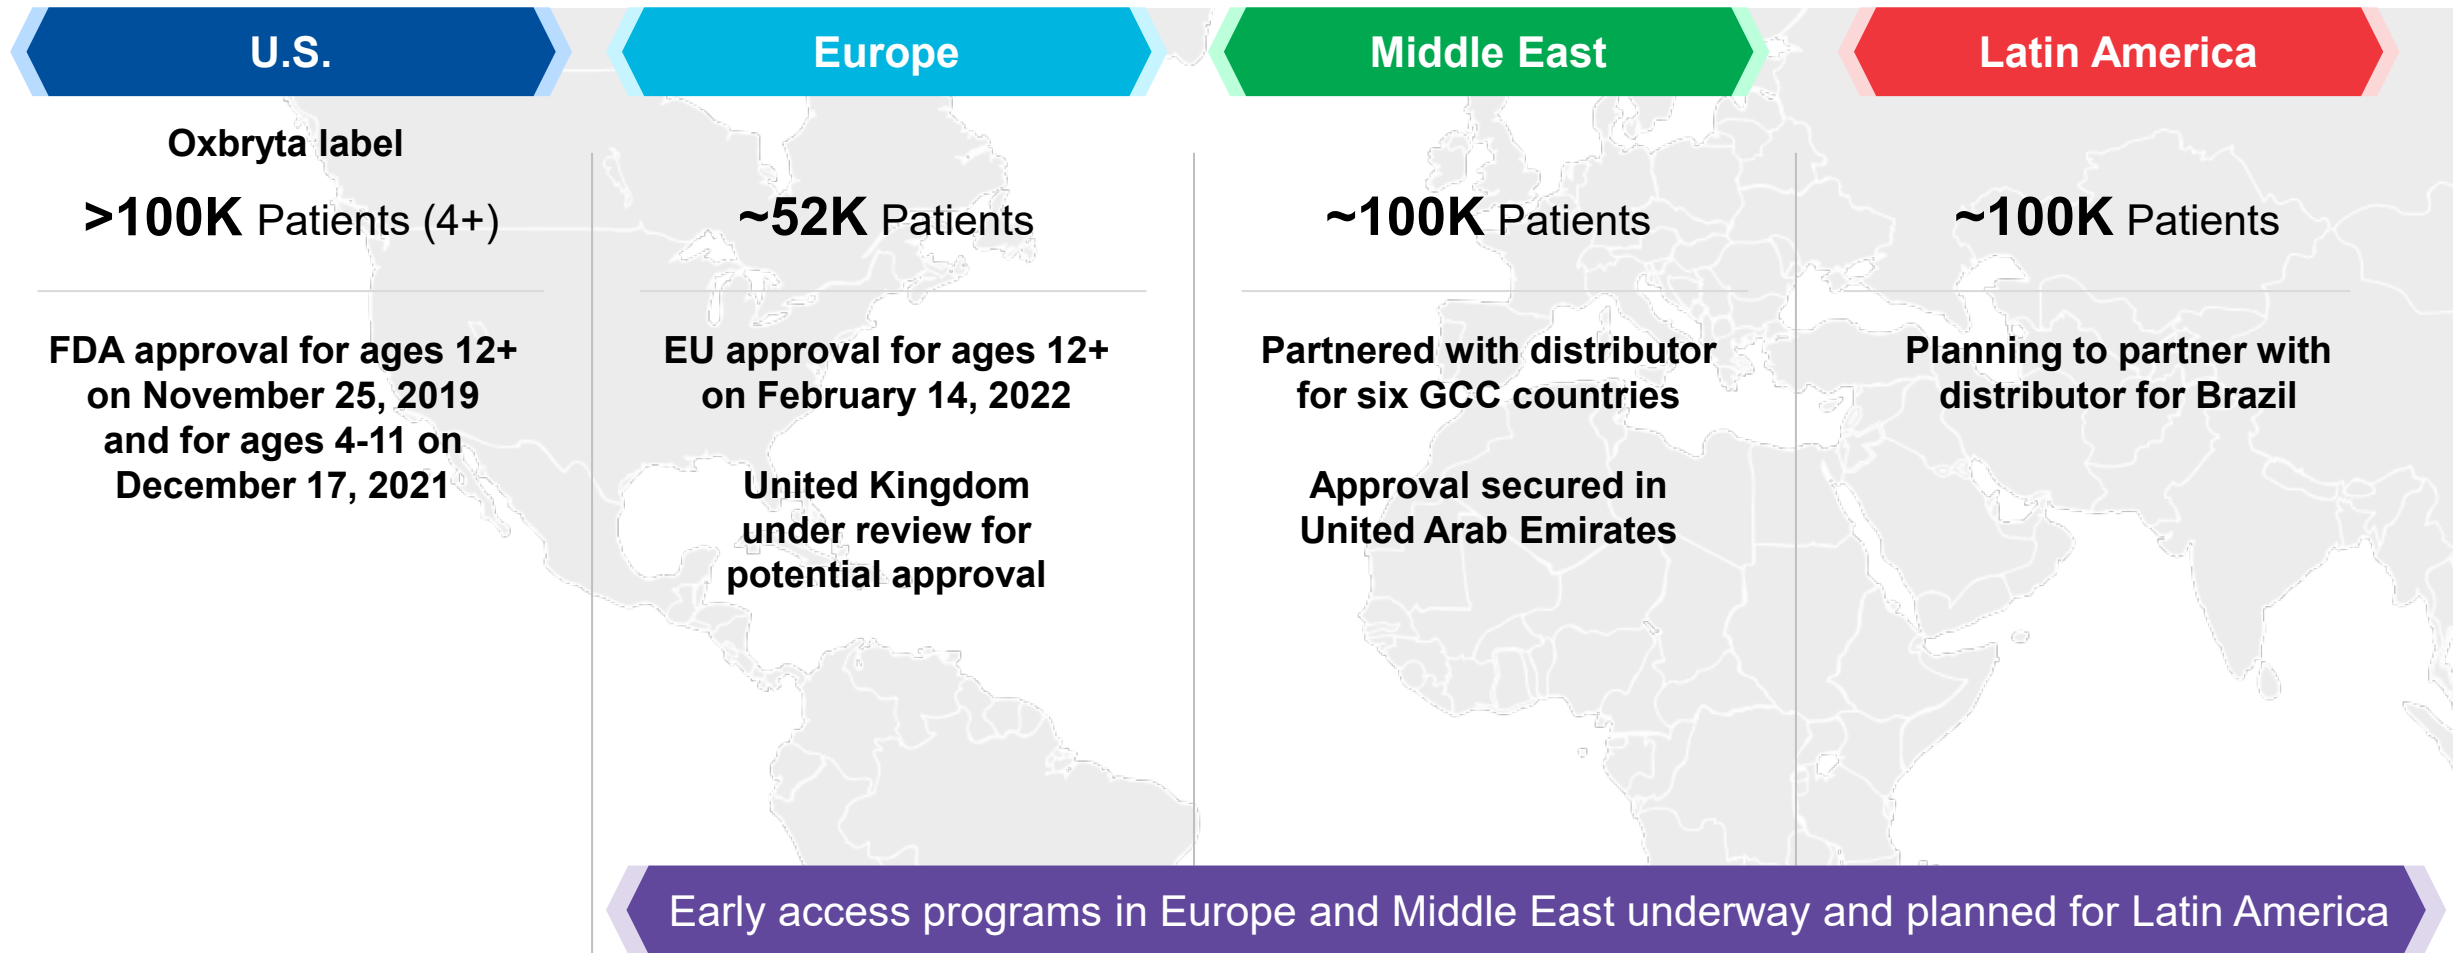 U.S.
Oxbryta label
>100K Patients (4+)
FDA approval for ages 12+
on November 25, 2019
and for ages 4-11 on
December 17, 2021
Europe
~52K Patients
EU approval for ages 12+
on February 14, 2022
United Kingdom
under review for
potential approval
Middle East
~100K Patients
Partnered with distributor
for six GCC countries
Approval secured in
United Arab Emirates
Latin America
~100K Patients
Planning to partner with
distributor for Brazil
Early access programs in Europe and Middle East underway and planned for Latin America